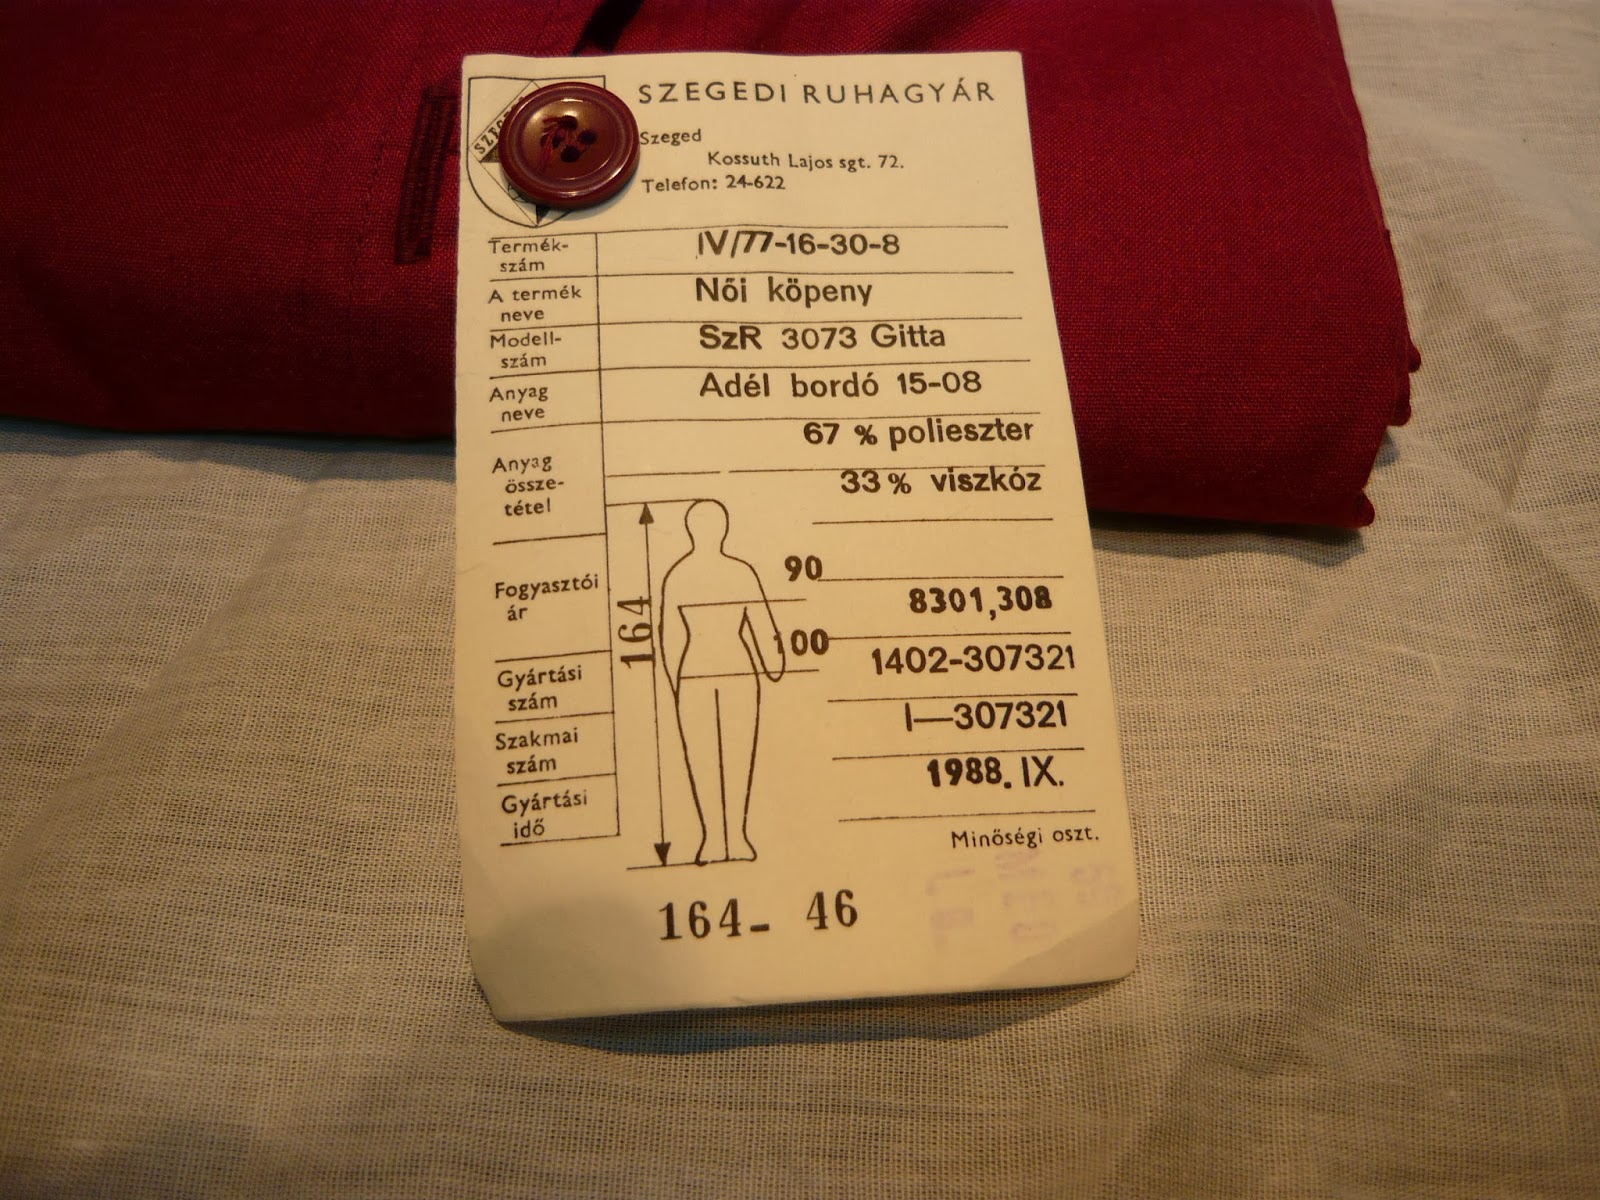 SZEGEDI RUHAGYÁR
Szeged
Kossuth Lajos sgt. 72.
Telefon: 24-622
Termék-
szám
IV/77-16-30-8
A termék
neve
Női köpeny
Modell-
szám
SzR 3073 Gitta
Anyag
neve
Adél bordó 15-08
Anyag
össze-
tétel
67 % polieszter
33 % viszkóz
Fogyasztói
ár
164
90
100
8301,308
Gyártási
szám
1402-307321
Szakmai
szám
I—307321
Gyártási
idő
1988. IX.
Minőségi oszt.
164- 46